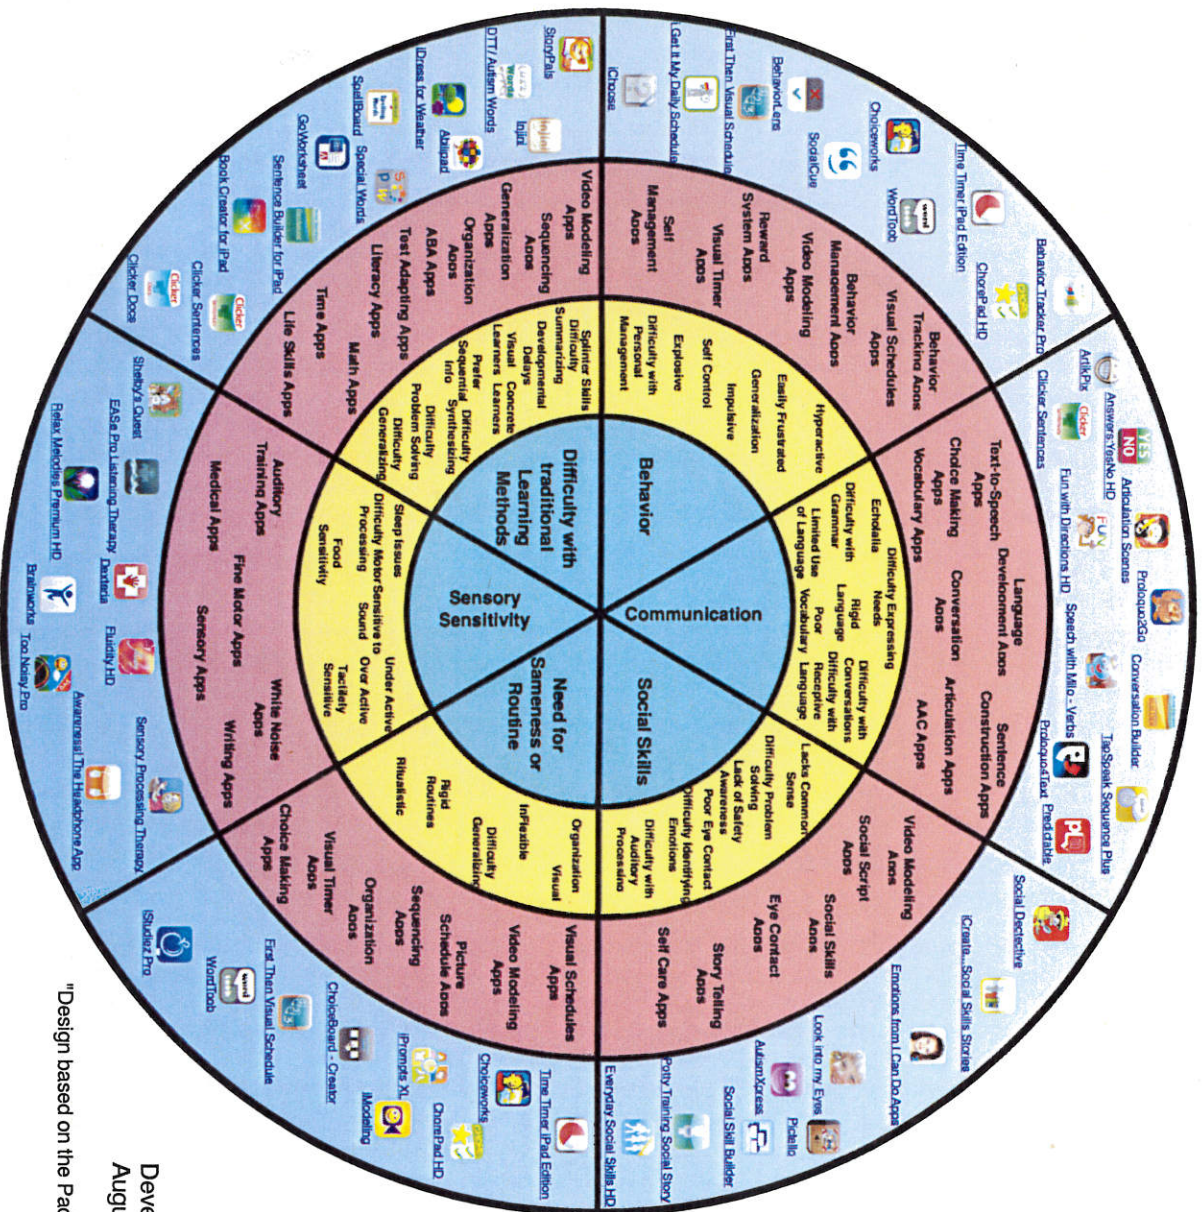 Behavior
Communication
Social Skills
Need for
Sameness or
Routine
Sensory
Sensitivity
Difficulty with
traditional
Learning
Methods
Hyperactive
Easily Frustrated
Generalization
Impulsive
Self Control
Explosive
Difficulty with
Personal
Management
Behavior
Tracking Apps
Visual Schedules
Apps
Behavior
Management Apps
Video Modeling
Apps
Reward
System Apps
Visual Timer
Apps
Self
Management
Apps
Behavior Tracker Pro
ChorePad HD
Time Timer iPad Edition
word
WordToob
Choiceworks
SocialCue
BehaviorLens
First Then Visual Schedule
I Get It My Daily Schedule
iChoose
Difficulty Expressing
Needs
Echolalia
Rigid
Language
Difficulty with
Grammar
Limited Use
of Language
Poor
Vocabulary
Difficulty with
Conversations
Difficulty with
Receptive
Language
Text-to-Speech
Apps
Language
Development Apps
Sentence
Construction Apps
Choice Making
Apps
Conversation
Apps
Articulation Apps
Vocabulary Apps
AAC Apps
ArtikPix
YES
NO
Answers:YesNo HD
Articulation Scenes
Proloquo2Go
Conversation Builder
TapSpeak Sequence Plus
Clicker
Clicker Sentences
FUN
Fun with Directions HD
Speech with Milo - Verbs
Proloquo4Text
Predictable
Lacks Common
Sense
Difficulty Problem
Solving
Lack of Safety
Awareness
Poor Eye Contact
Difficulty Identifying
Emotions
Difficulty with
Auditory
Processing
Video Modeling
Apps
Social Script
Apps
Social Skills
Apps
Eye Contact
Apps
Story Telling
Apps
Self Care Apps
Social Dectective
iCreate... Social Skills Stories
Emotions from I Can Do Apps
Look into my Eyes
Pictello
AutismXpress
Social Skill Builder
Potty Training Social Story
Everyday Social Skills HD
Organization
Visual
InFlexible
Difficulty
Generalizing
Rigid
Routines
Ritualistic
Visual Schedules
Apps
Video Modeling
Apps
Picture
Schedule Apps
Sequencing
Apps
Organization
Apps
Visual Timer
Apps
Choice Making
Apps
Time Timer iPad Edition
Choiceworks
ChorePad HD
iPrompts XL
iModeling
ChoiceBoard - Creator
First Then Visual Schedule
word
WordToob
iStudiez Pro
Under Active
Over Active
Tactilely
Sensitive
Sensitive to
Sound
Sleep Issues
Difficulty Motor
Processing
Food
Sensitivity
Auditory
Training Apps
Medical Apps
Fine Motor Apps
Sensory Apps
White Noise
Apps
Writing Apps
Shelby's Quest
EASe Pro Listening Therapy
Relax Melodies Premium HD
Dexteria
Brainworks
Fluidity HD
Too Noisy Pro
Sensory Processing Therapy
Awareness! The Headphone App
Splinter Skills
Difficulty
Summarizing
Developmental
Delays
Visual
Learners
Concrete
Learners
Prefer
Sequential
Info
Difficulty
Synthesizing
Difficulty
Problem Solving
Difficulty
Generalizing
Video Modeling
Apps
Sequencing
Apps
Generalization
Apps
Organization
Apps
ABA Apps
Test Adapting Apps
Literacy Apps
Math Apps
Time Apps
Life Skills Apps
StoryPals
Words
DTT/ Autism Words
injini
Injini
iDress for Weather
Abilipad
SpellBoard
Special Words
GoWorksheet
Sentence Builder for iPad
Book Creator for iPad
Clicker
Clicker Sentences
Clicker
Clicker Docs
Deve
Augu
"Design based on the Pad